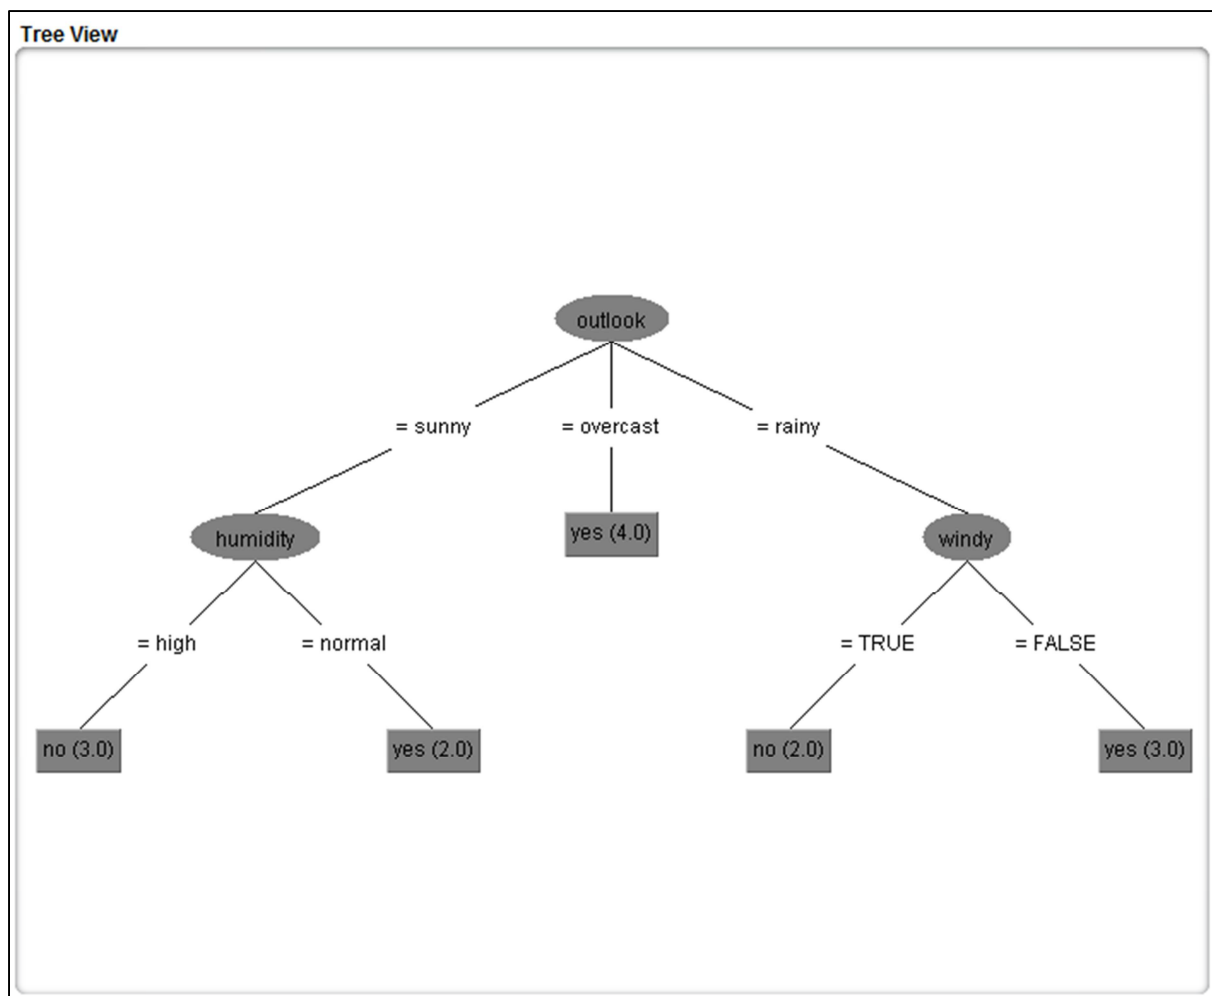 Tree View
outlook
= sunny
= overcast
= rainy
humidity
yes (4.0)
windy
= high
= normal
= TRUE
= FALSE
no (3.0)
yes (2.0)
no (2.0)
yes (3.0)